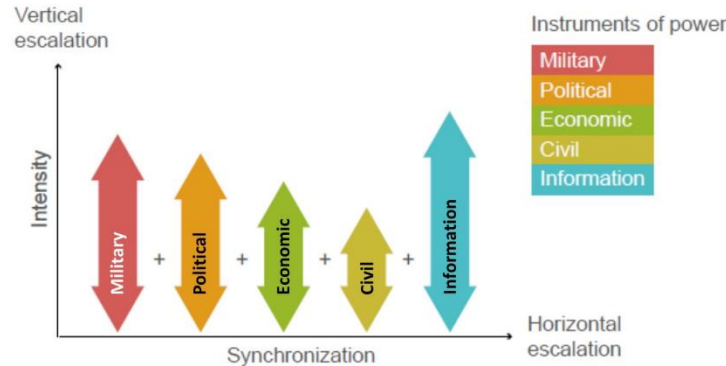 Vertical
escalation
Instruments of power
Military
Political
Economic
Civil
Information
Intensity
Military
+
Political
+
Economic
+
Civil
+
Information
Synchronization
Horizontal
escalation